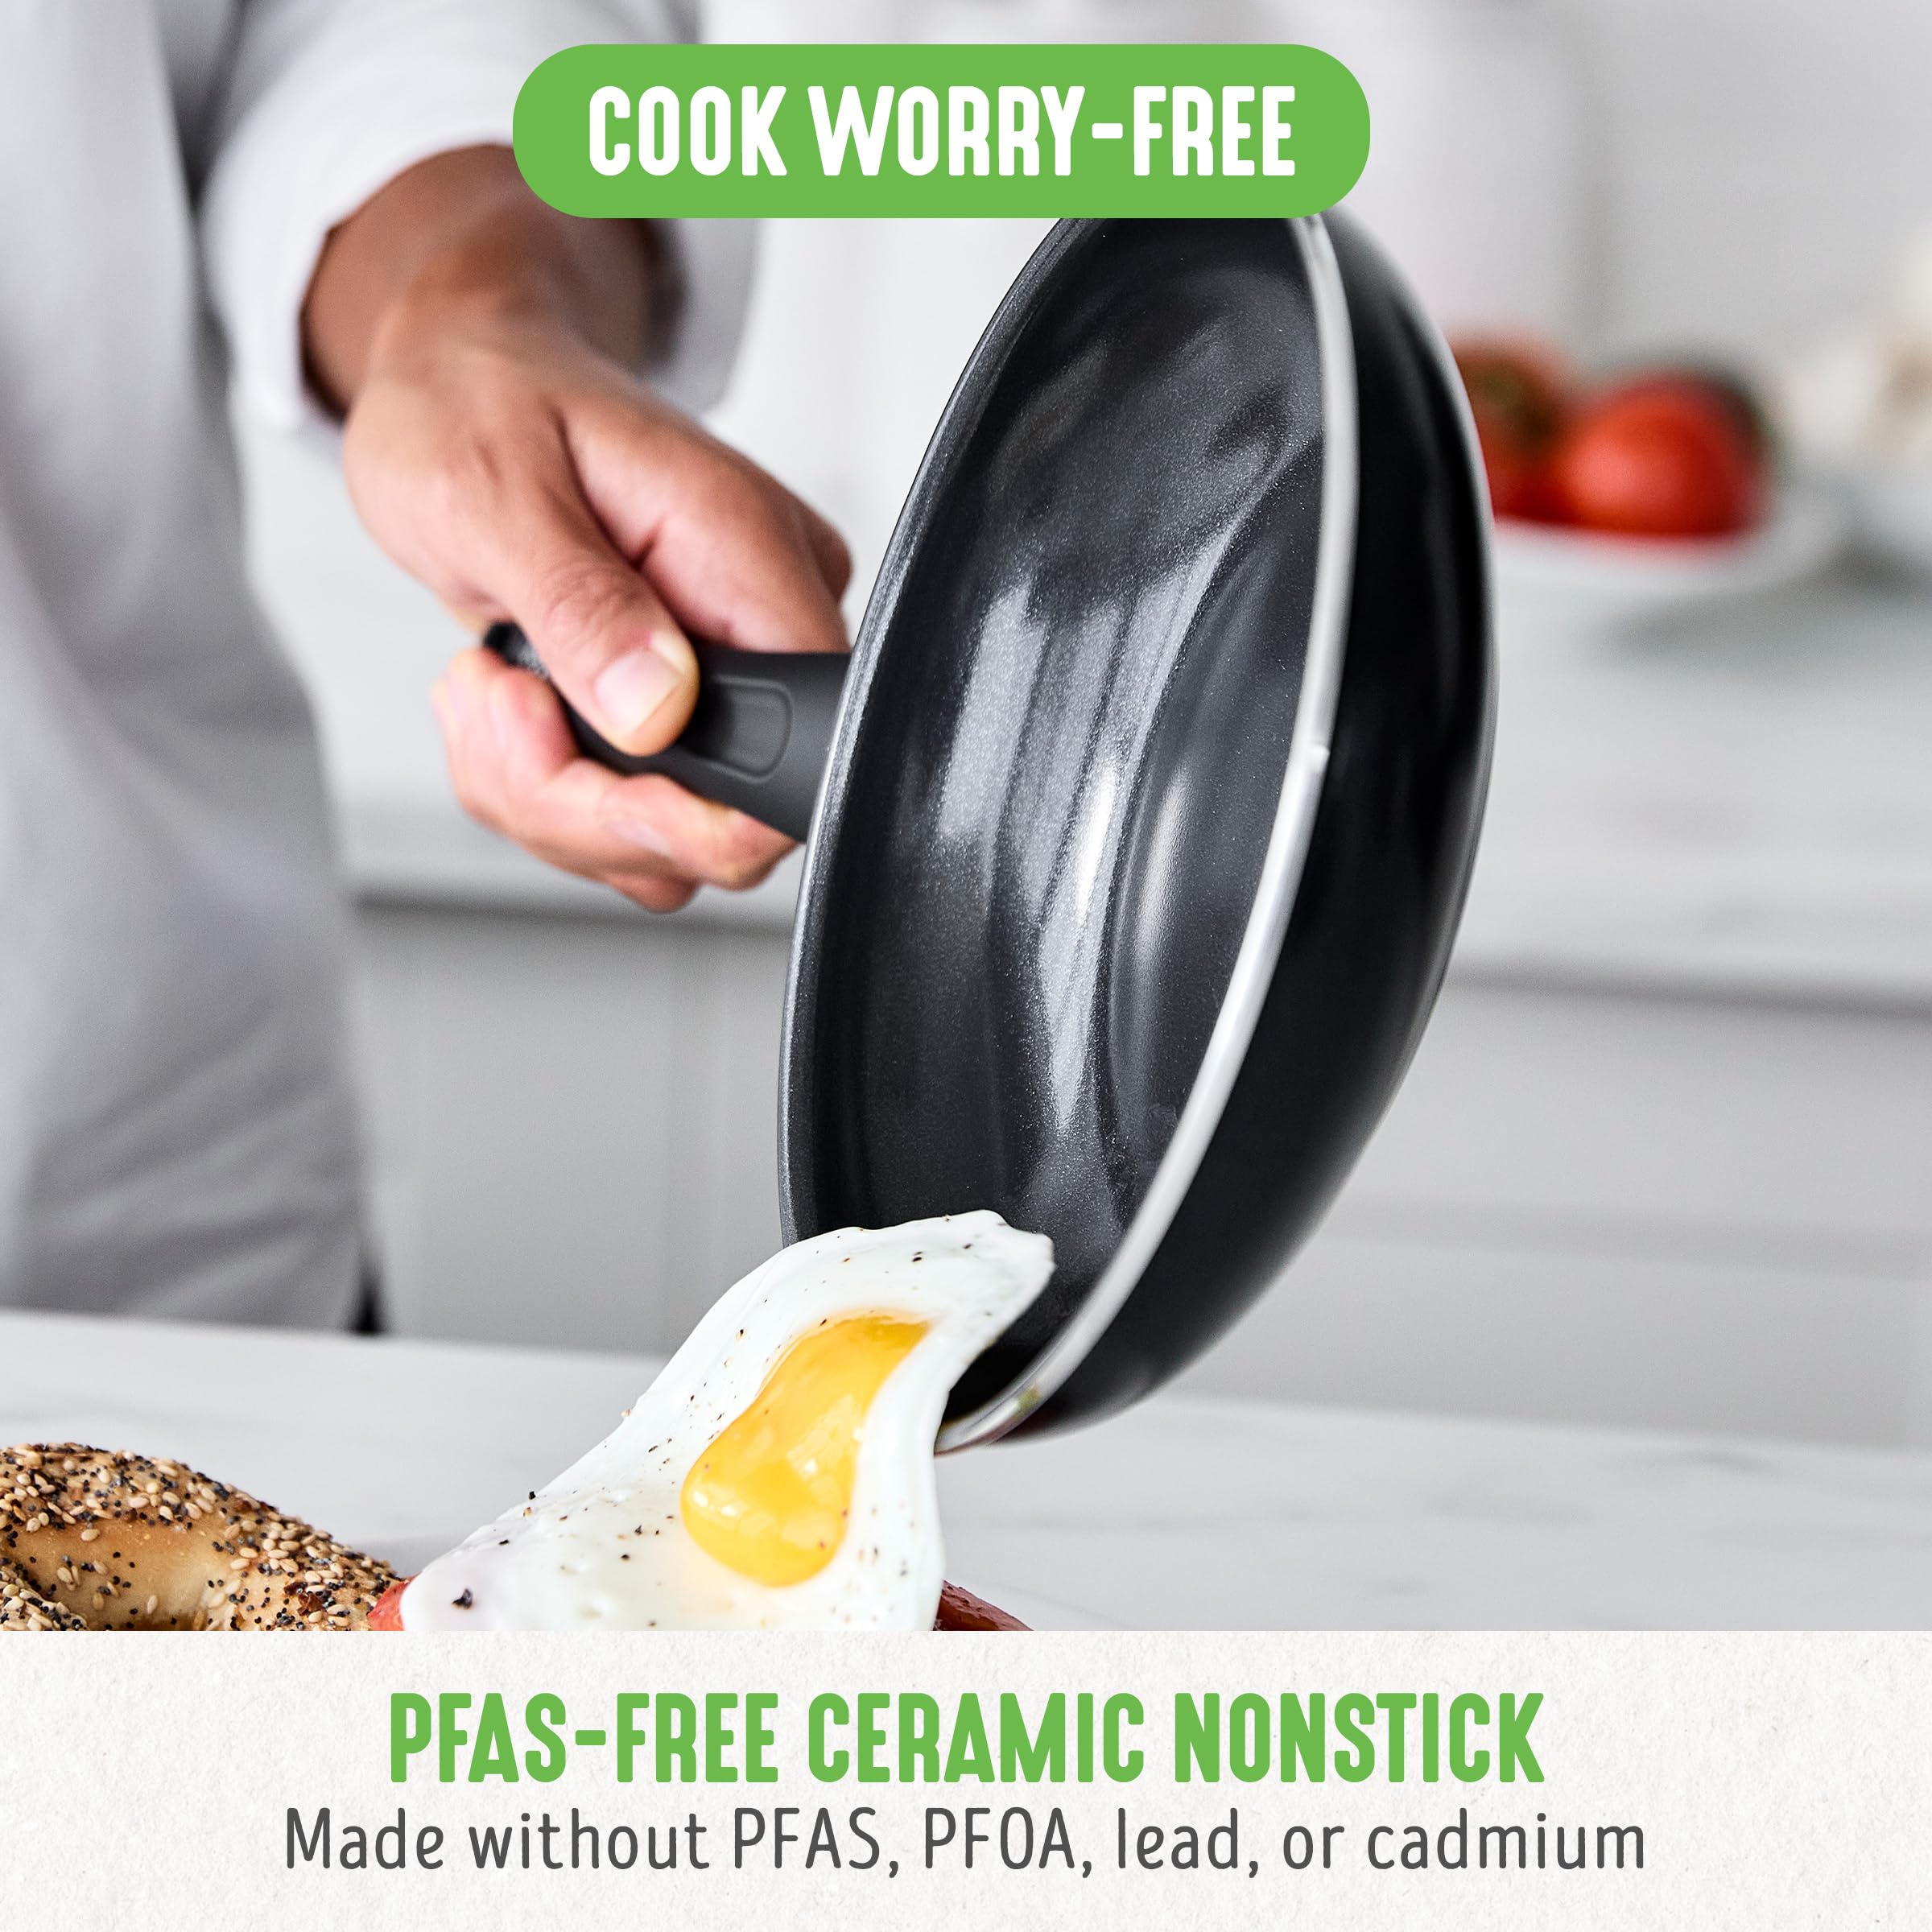 COOK WORRY-FREE
PFAS-FREE CERAMIC NONSTICK
Made without PFAS, PFOA, lead, or cadmium